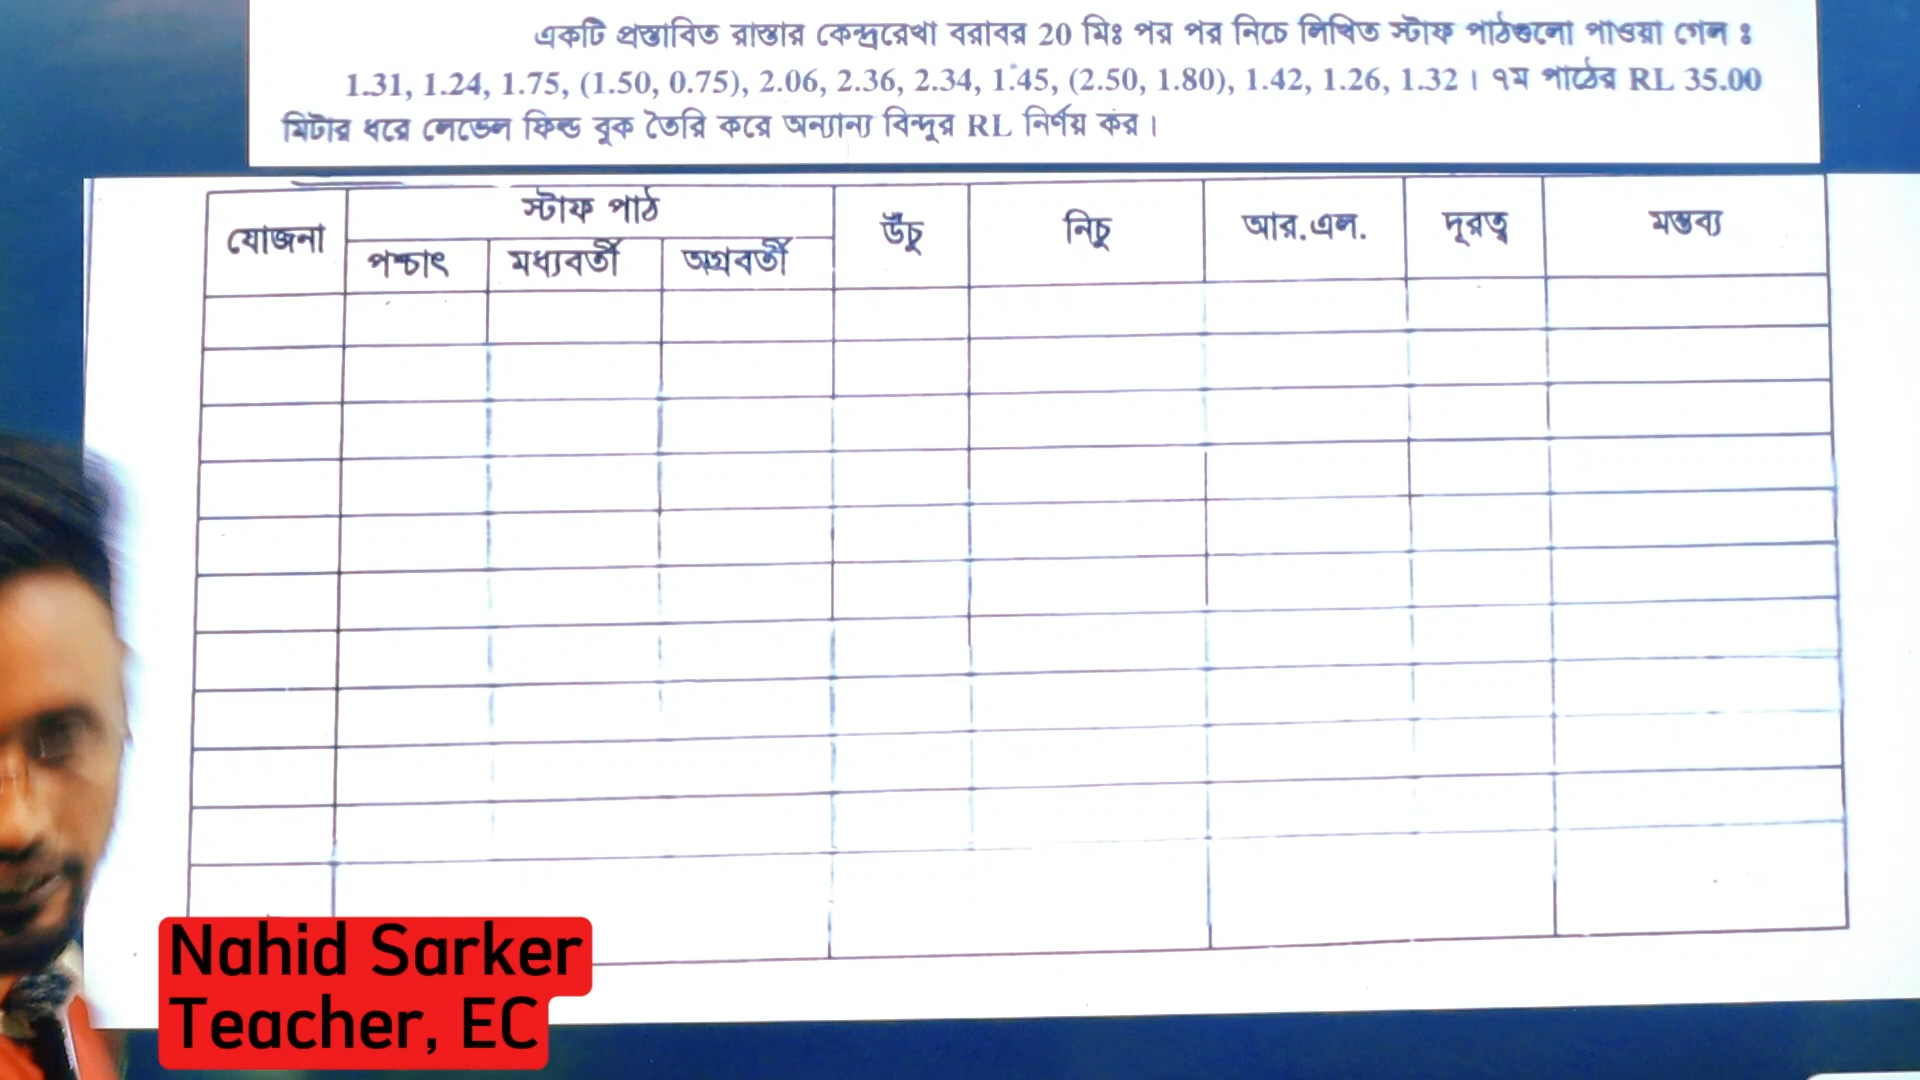 একটি প্রস্তাবিত রাস্তার কেন্দ্ররেখা বরাবর 20 মিঃ পর পর নিচে লিখিত স্টাফ পাঠগুলো পাওয়া গেল ঃ
1.31, 1.24, 1.75, (1.50, 0.75), 2.06, 2.36, 2.34, 1.45, (2.50, 1.80), 1.42, 1.26, 1.32। ৭ম পাঠের RL 35.00
মিটার ধরে লেভেল ফিল্ড বুক তৈরি করে অন্যান্য বিন্দুর RL নির্ণয় কর।
যোজনা স্টাফ পাঠ উঁচু নিচু আর.এল. দূরত্ব মন্তব্য
পশ্চাৎ মধ্যবর্তী অগ্রবর্তী
Nahid Sarker
Teacher, EC